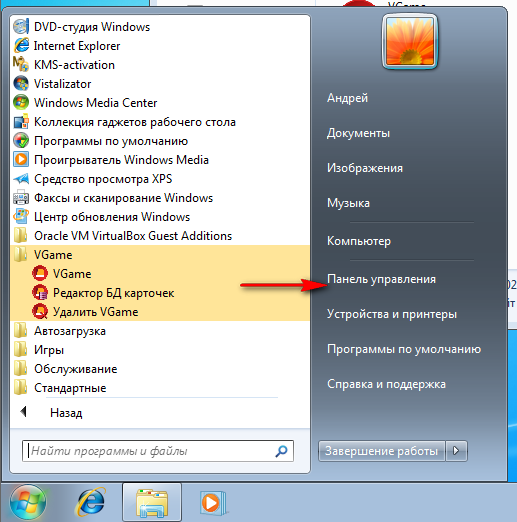 VGame
DVD-студия Windows
Internet Explorer
KMS-activation
Vistalizator
Windows Media Center
Коллекция гаджетов рабочего стола
Программы по умолчанию
Проигрыватель Windows Media
Средство просмотра XPS
Факсы и сканирование Windows
Центр обновления Windows
Oracle VM VirtualBox Guest Additions
VGame
VGame
Редактор БД карточек
Удалить VGame
Автозагрузка
Игры
Обслуживание
Стандартные
Назад
Найти программы и файлы
Андрей
Документы
Изображения
Музыка
Компьютер
Панель управления
Устройства и принтеры
Программы по умолчанию
Справка и поддержка
Завершение работы